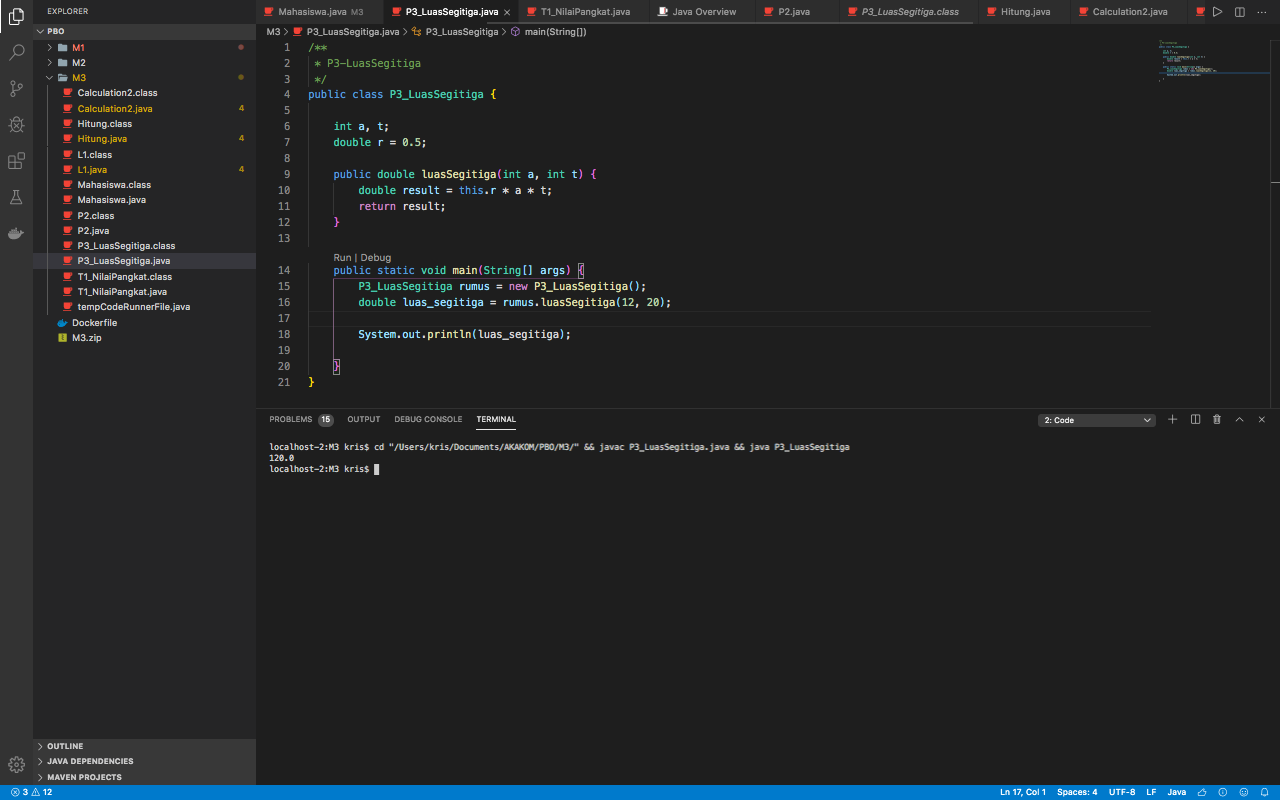 EXPLORER
PBO
M1
M2
M3
Calculation2.class
Calculation2.java 4
Hitung.class
Hitung.java 4
L1.class
L1.java 4
Mahasiswa.class
Mahasiswa.java
P2.class
P2.java
P3_LuasSegitiga.class
P3_LuasSegitiga.java
T1_NilaiPangkat.class
T1_NilaiPangkat.java
tempCodeRunnerFile.java
Dockerfile
M3.zip
OUTLINE
JAVA DEPENDENCIES
MAVEN PROJECTS
Mahasiswa.java M3 P3_LuasSegitiga.java T1_NilaiPangkat.java Java Overview P2.java P3_LuasSegitiga.class Hitung.java Calculation2.java
M3 > P3_LuasSegitiga.java > P3_LuasSegitiga > main(String[])
1 /**
2  * P3-LuasSegitiga
3  */
4 public class P3_LuasSegitiga {
5
6     int a, t;
7     double r = 0.5;
8
9     public double luasSegitiga(int a, int t) {
10         double result = this.r * a * t;
11         return result;
12     }
13
Run | Debug
14     public static void main(String[] args) {
15         P3_LuasSegitiga rumus = new P3_LuasSegitiga();
16         double luas_segitiga = rumus.luasSegitiga(12, 20);
17
18         System.out.println(luas_segitiga);
19
20     }
21 }
PROBLEMS 15 OUTPUT DEBUG CONSOLE TERMINAL 2: Code
localhost-2:M3 kris$ cd "/Users/kris/Documents/AKAKOM/PBO/M3/" && javac P3_LuasSegitiga.java && java P3_LuasSegitiga
120.0
localhost-2:M3 kris$
3 12 Ln 17, Col 1 Spaces: 4 UTF-8 LF Java